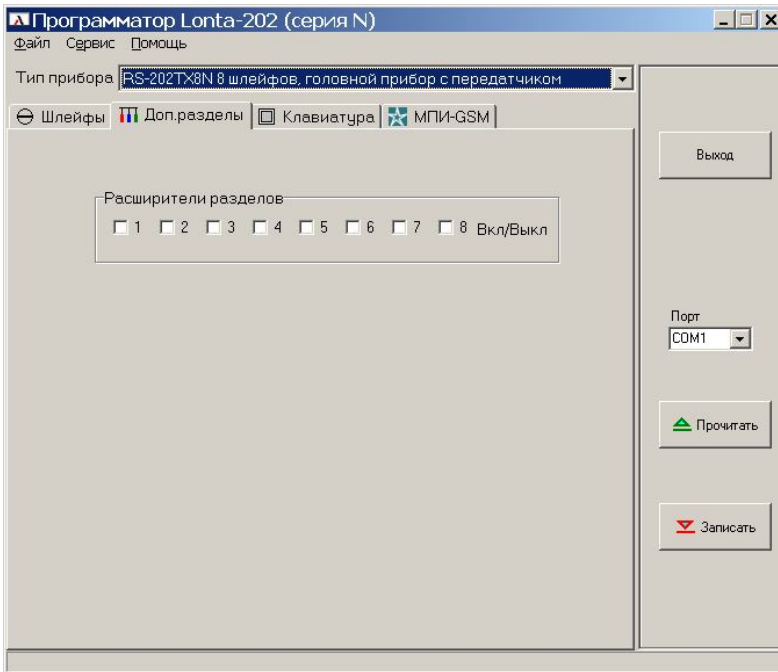 Программатор Lonta-202 (серия N)
Файл Сервис Помощь
Тип прибора RS-202TX8N 8 шлейфов, головной прибор с передатчиком
Шлейфы Доп.разделы Клавиатура МПИ-GSM
Расширители разделов
1 2 3 4 5 6 7 8 Вкл/Выкл
Выход
Порт
COM1
Прочитать
Записать